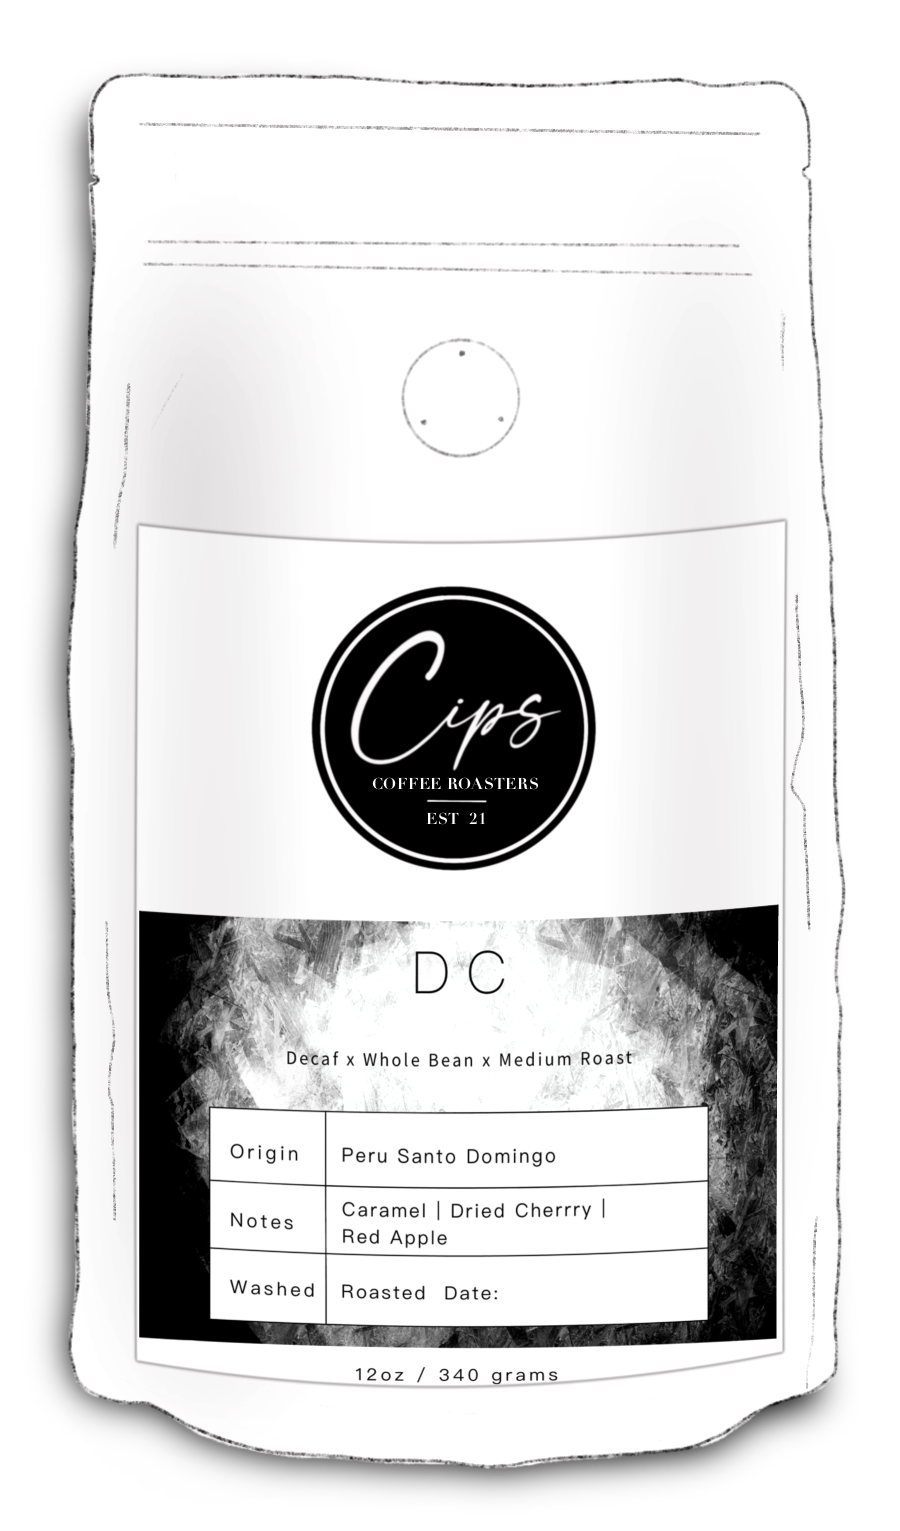 Cips
COFFEE ROASTERS
EST 21
DC
Decaf x Whole Bean x Medium Roast
Origin
Peru Santo Domingo
Notes
Caramel | Dried Cherrry |
Red Apple
Washed
Roasted Date:
12oz / 340 grams